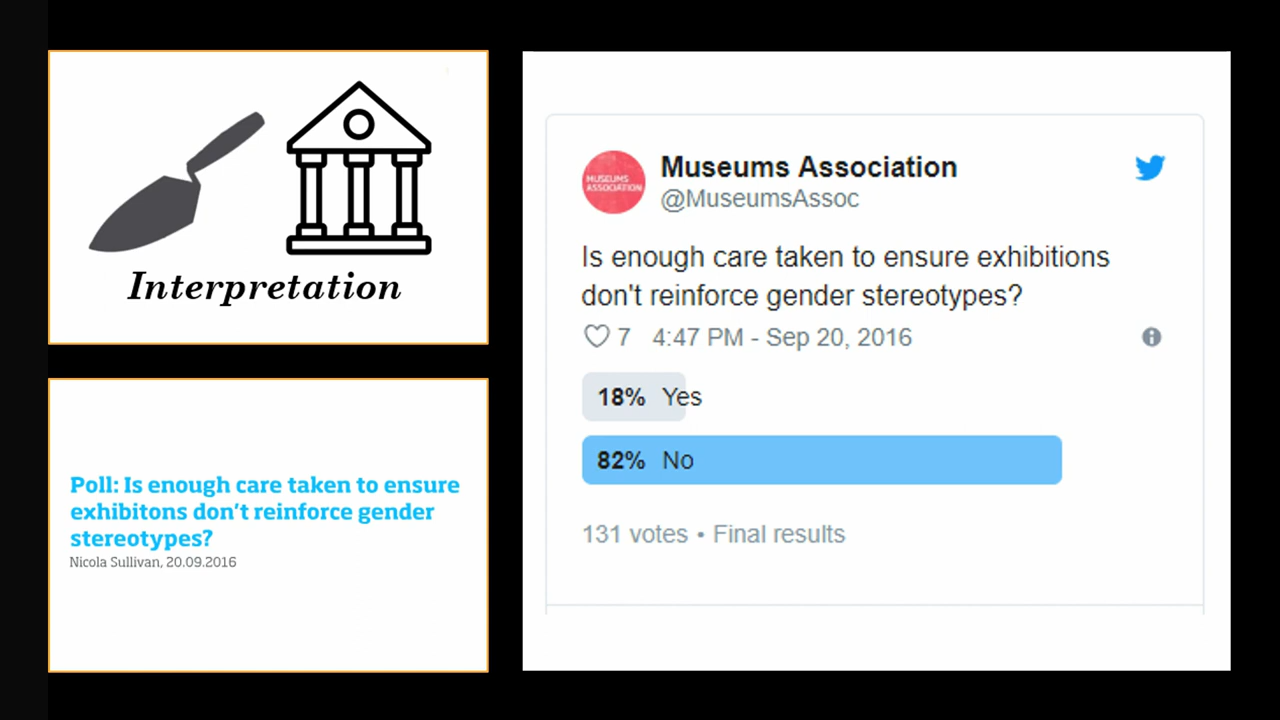 Interpretation
Poll: Is enough care taken to ensure
exhibitons don't reinforce gender
stereotypes?
Nicola Sullivan, 20.09.2016
MUSEUMS
ASSOCIATION
Museums Association
@MuseumsAssoc
Is enough care taken to ensure exhibitions
don't reinforce gender stereotypes?
7 4:47 PM - Sep 20, 2016
18% Yes
82% No
131 votes • Final results